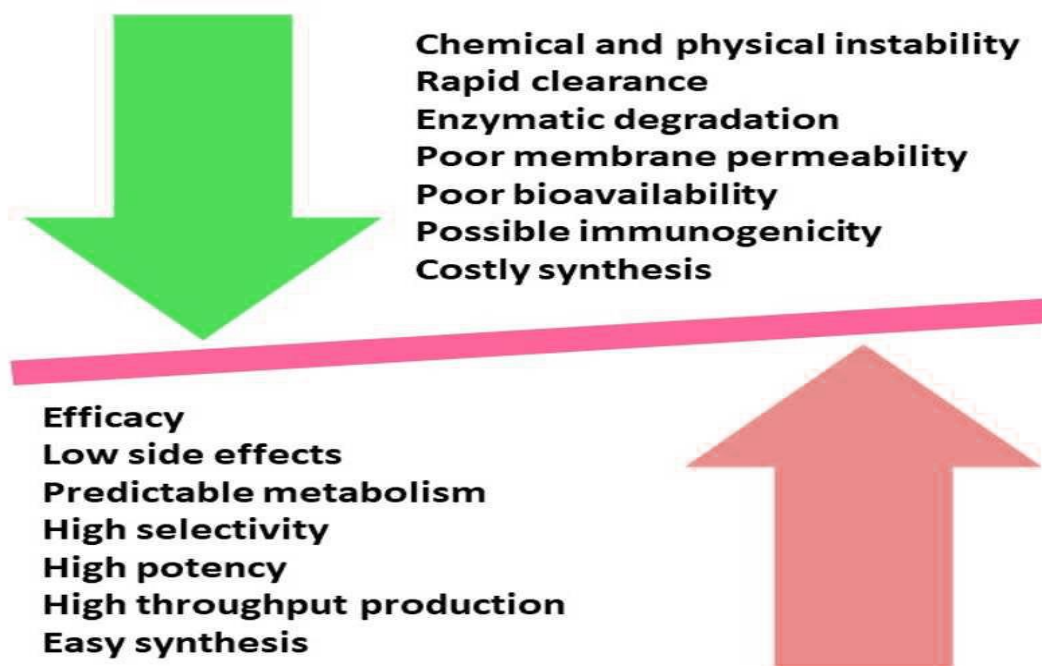 Chemical and physical instability
Rapid clearance
Enzymatic degradation
Poor membrane permeability
Poor bioavailability
Possible immunogenicity
Costly synthesis
Efficacy
Low side effects
Predictable metabolism
High selectivity
High potency
High throughput production
Easy synthesis